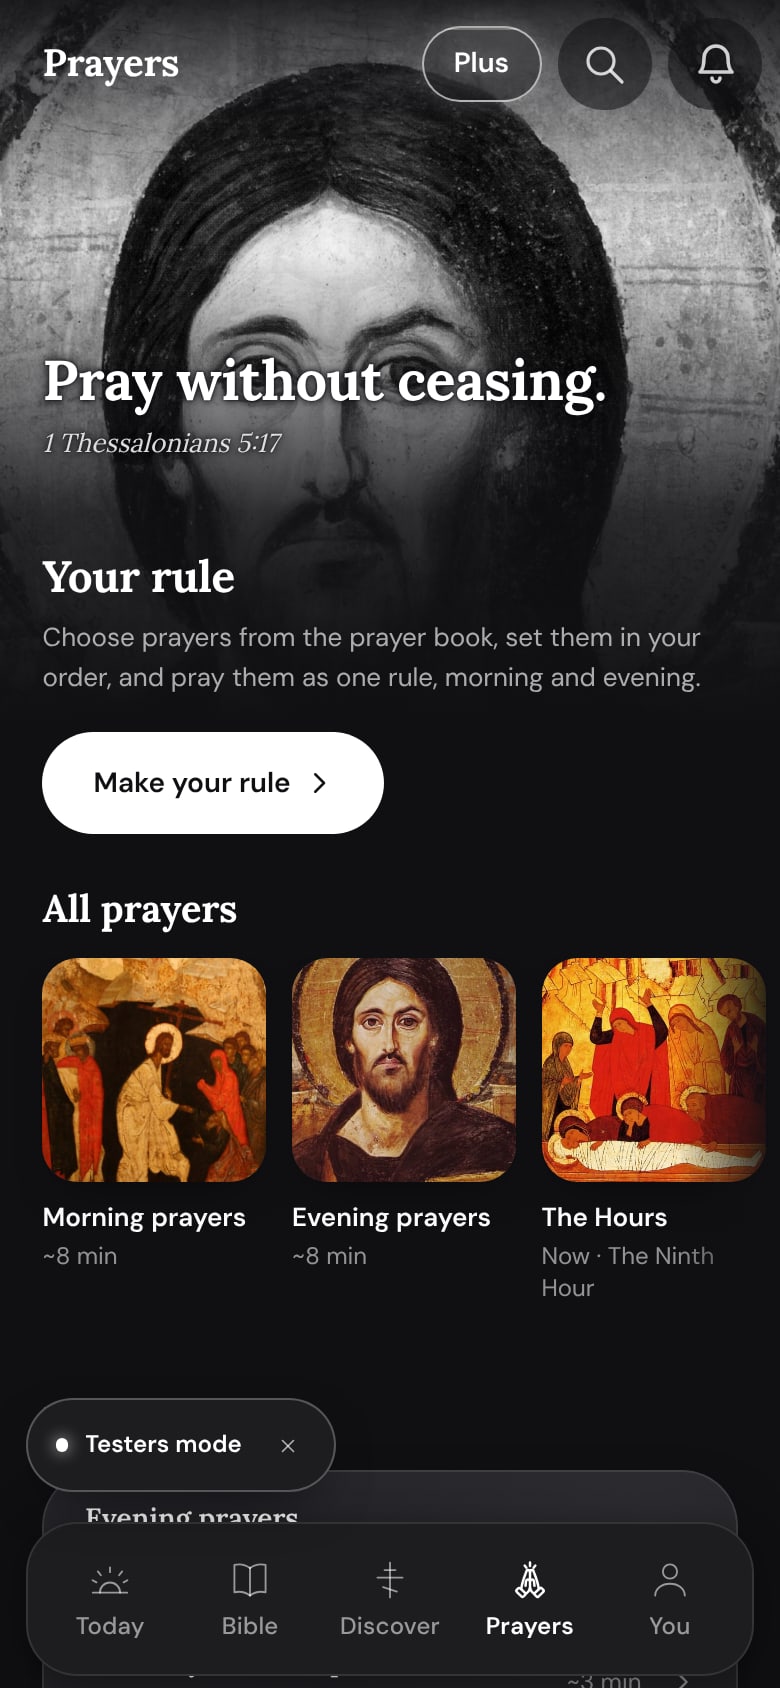 Prayers
Plus
Pray without ceasing.
1 Thessalonians 5:17
Your rule
Choose prayers from the prayer book, set them in your
order, and pray them as one rule, morning and evening.
Make your rule
All prayers
Morning prayers
~8 min
Evening prayers
~8 min
The Hours
Now · The Ninth
Hour
Testers mode
Evening prayers
Today
Bible
Discover
Prayers
You
~3 min